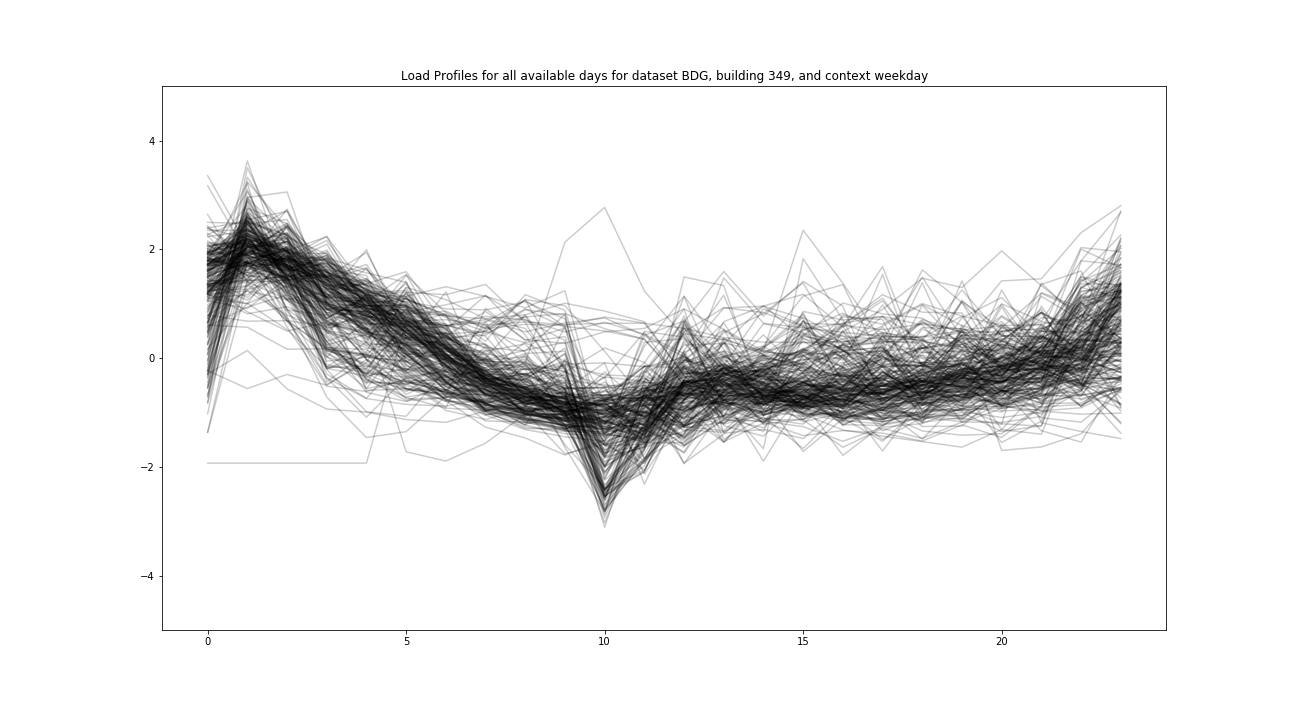 Load Profiles for all available days for dataset BDG, building 349, and context weekday
4
2
0
−2
−4
0 5 10 15 20